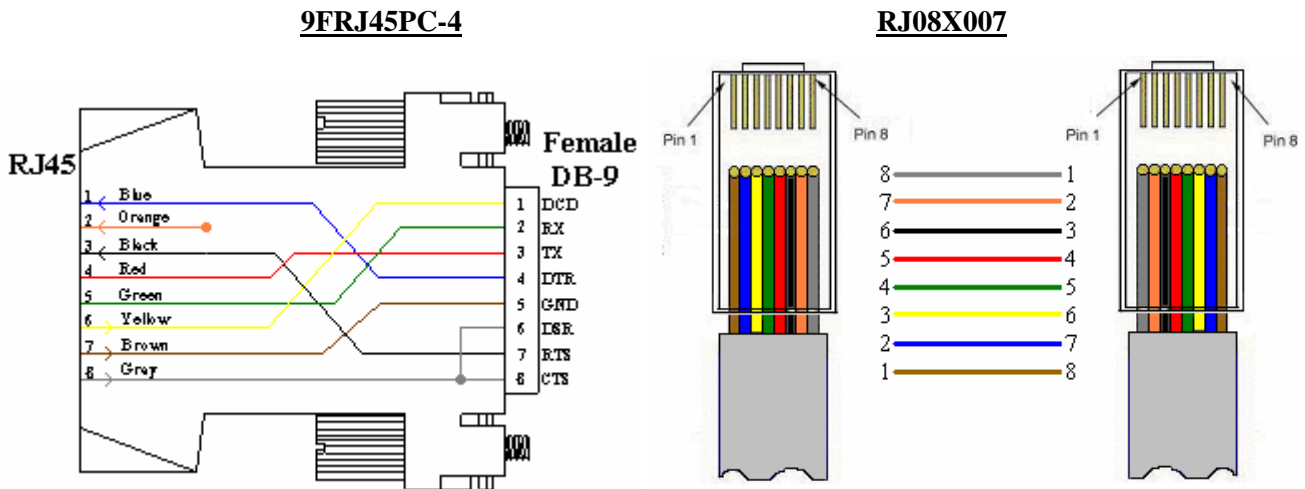 9FRJ45PC-4
RJ45
1 Blue
2 Orange
3 Black
4 Red
5 Green
6 Yellow
7 Brown
8 Grey
Female
DB-9
1 DCD
2 RX
3 TX
4 DTR
5 GND
6 DSR
7 RTS
8 CTS
RJ08X007
Pin 1
Pin 8
8 1
7 2
6 3
5 4
4 5
3 6
2 7
1 8
Pin 1
Pin 8